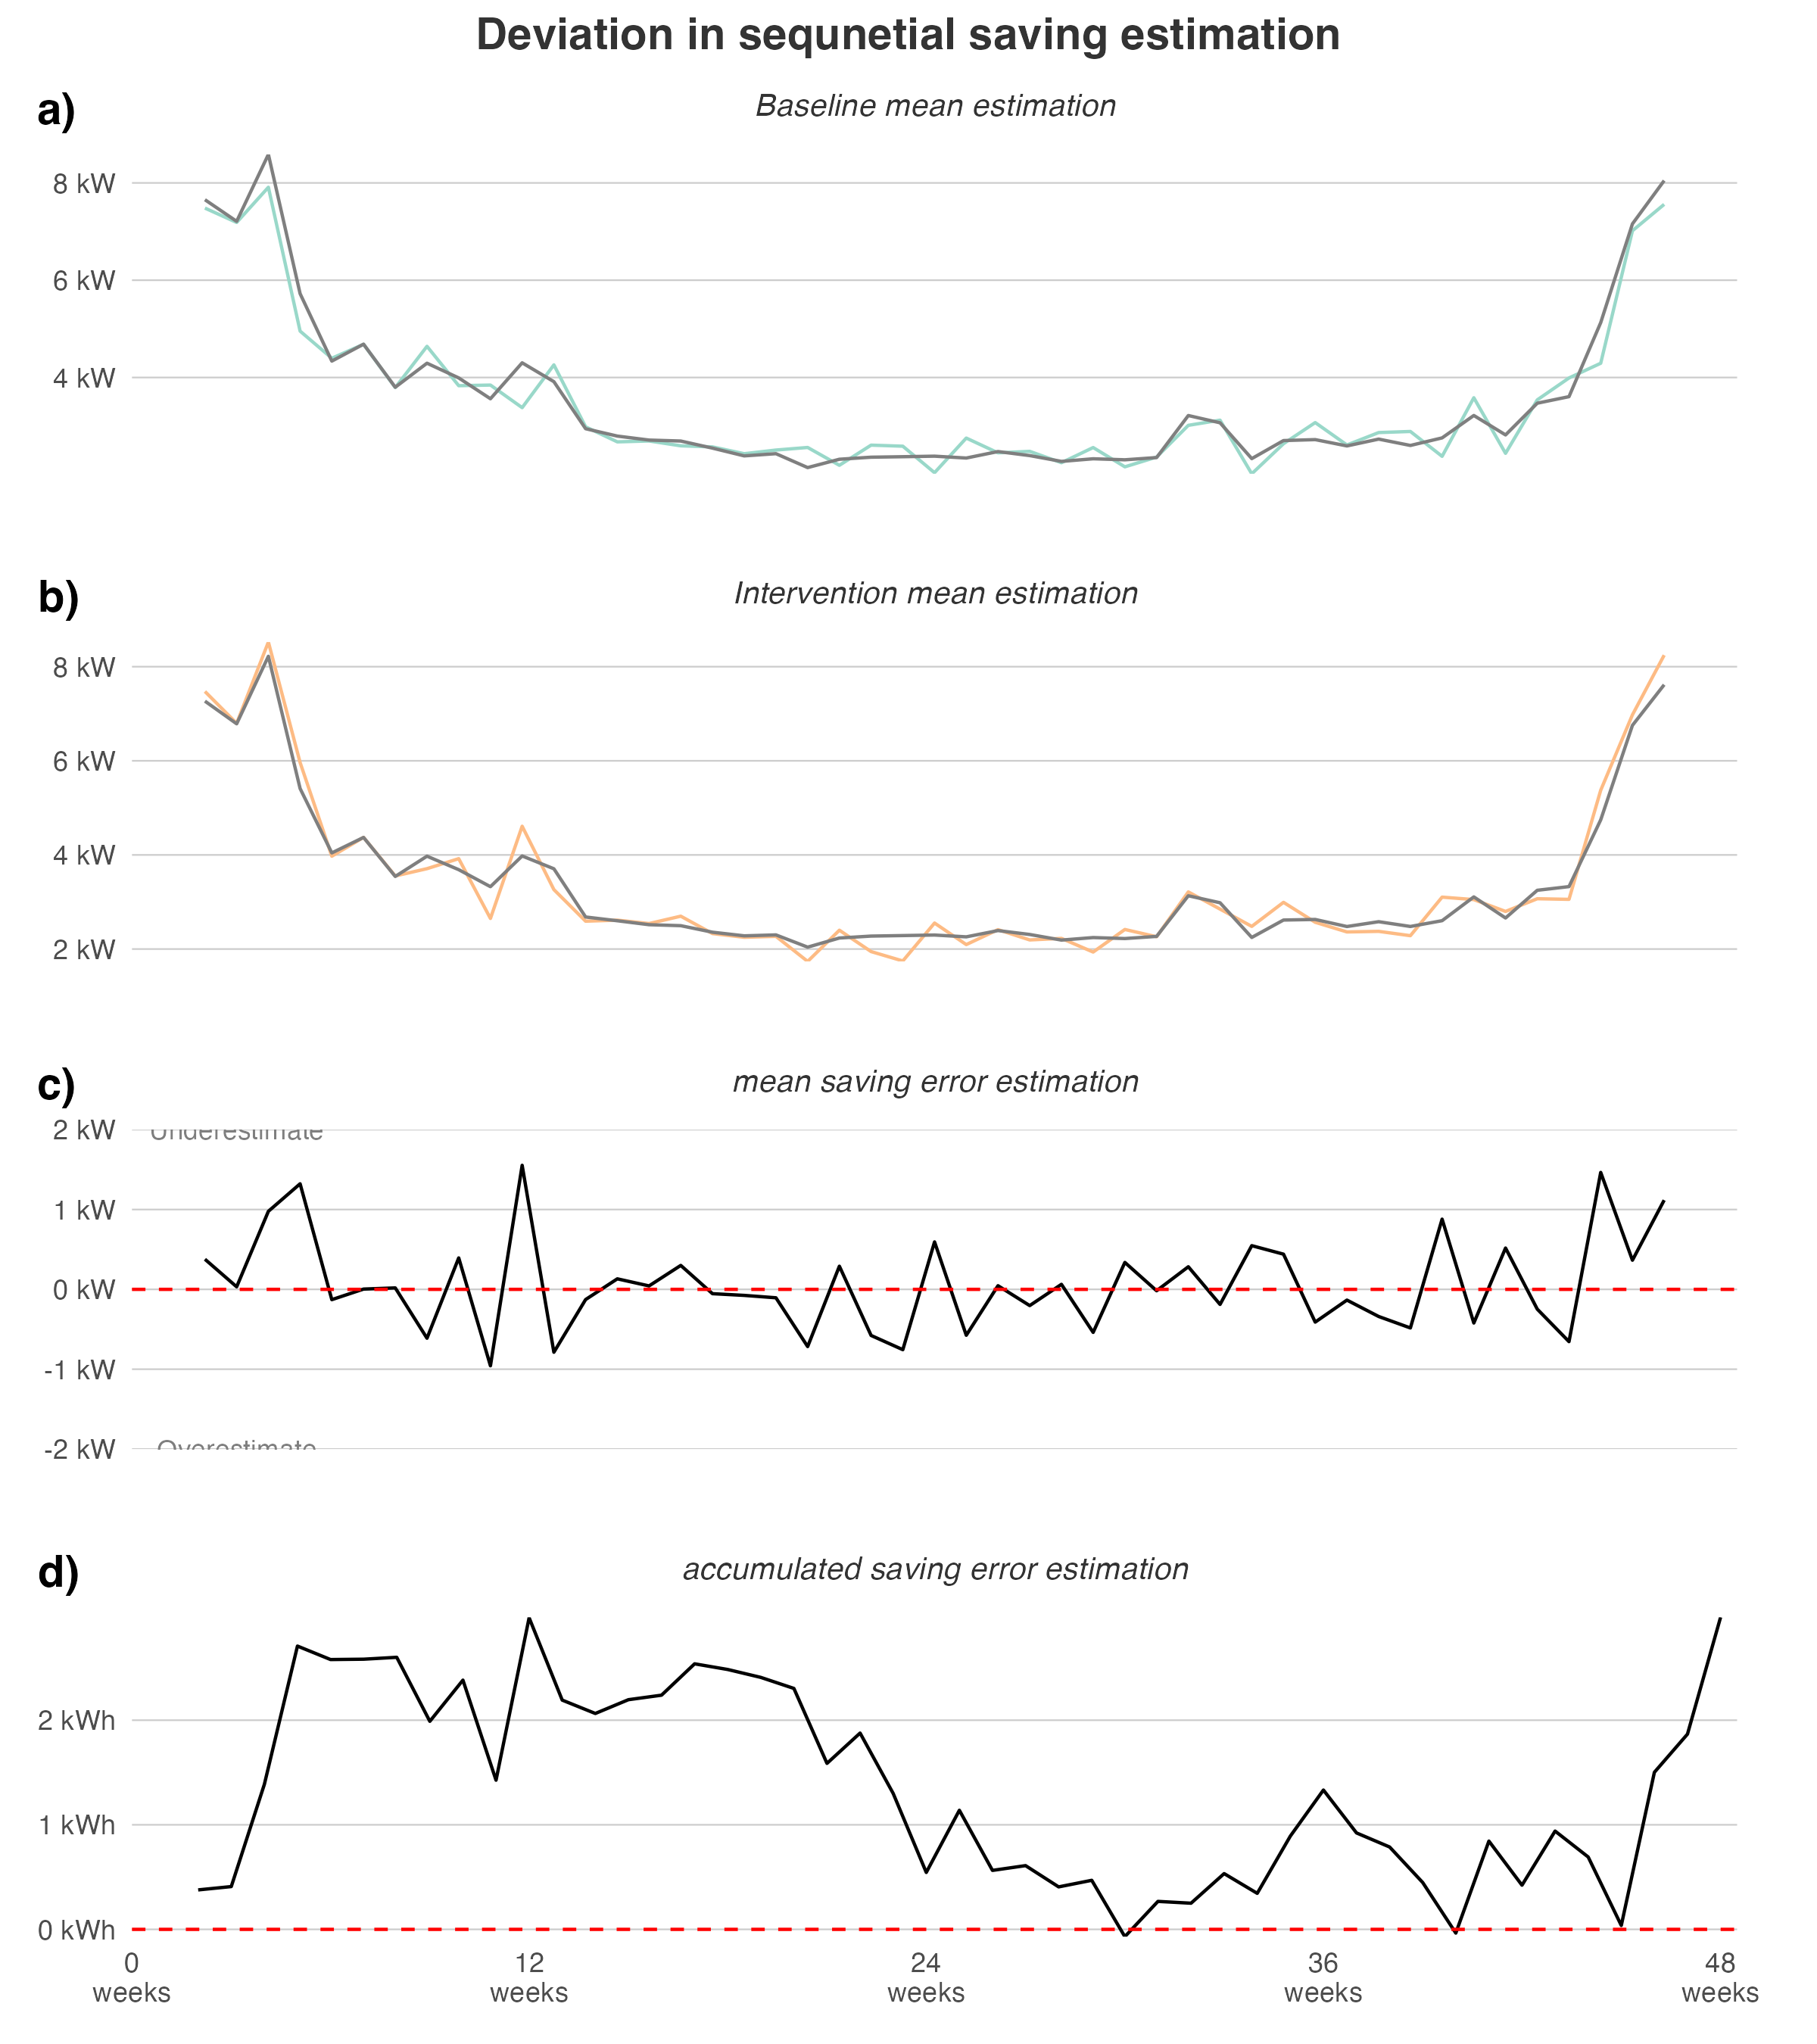 Deviation in sequnetial saving estimation
a)
Baseline mean estimation
8 kW
6 kW
4 kW
b)
Intervention mean estimation
8 kW
6 kW
4 kW
2 kW
c)
mean saving error estimation
2 kW
Underestimate
1 kW
0 kW
-1 kW
-2 kW
Overestimate
d)
accumulated saving error estimation
2 kWh
1 kWh
0 kWh
0 12 24 36 48
weeks weeks weeks weeks weeks